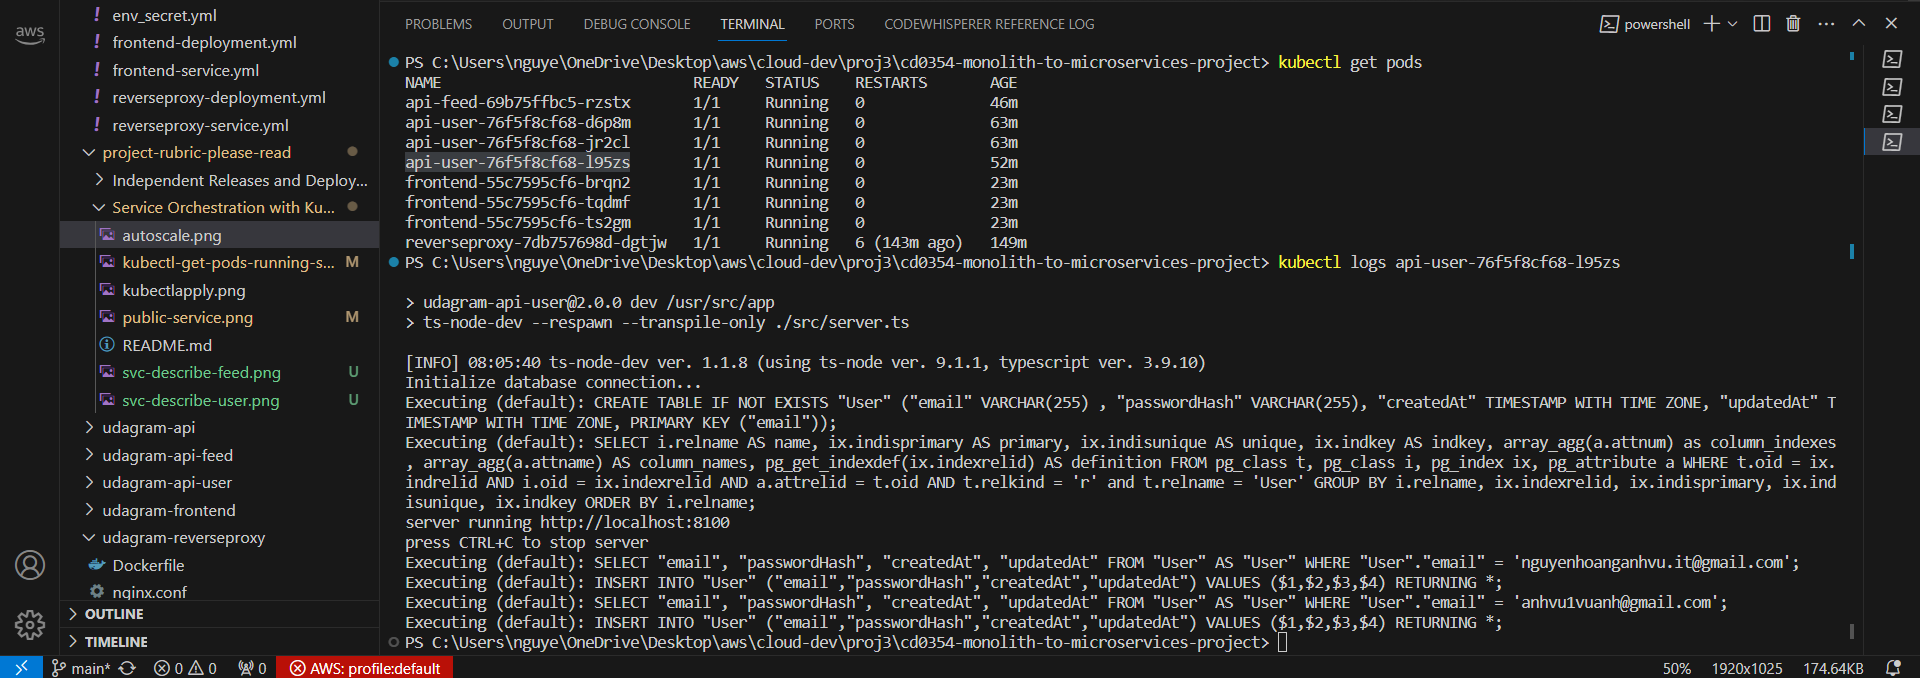 aws
env_secret.yml
frontend-deployment.yml
frontend-service.yml
reverseproxy-deployment.yml
reverseproxy-service.yml
project-rubric-please-read
Independent Releases and Deploy...
Service Orchestration with Ku...
autoscale.png
kubectl-get-pods-running-s... M
kubectlapply.png
public-service.png M
README.md
svc-describe-feed.png U
svc-describe-user.png U
udagram-api
udagram-api-feed
udagram-api-user
udagram-frontend
udagram-reverseproxy
Dockerfile
nginx.conf
OUTLINE
TIMELINE
PROBLEMS OUTPUT DEBUG CONSOLE TERMINAL PORTS CODEWHISPERER REFERENCE LOG
powershell
PS C:\Users\nguye\OneDrive\Desktop\aws\cloud-dev\proj3\cd0354-monolith-to-microservices-project> kubectl get pods
NAME READY STATUS RESTARTS AGE
api-feed-69b75ffbc5-rzstx 1/1 Running 0 46m
api-user-76f5f8cf68-d6p8m 1/1 Running 0 63m
api-user-76f5f8cf68-jr2cl 1/1 Running 0 63m
api-user-76f5f8cf68-l95zs 1/1 Running 0 52m
frontend-55c7595cf6-brqn2 1/1 Running 0 23m
frontend-55c7595cf6-tqdmf 1/1 Running 0 23m
frontend-55c7595cf6-ts2gm 1/1 Running 0 23m
reverseproxy-7db757698d-dgtjw 1/1 Running 6 (143m ago) 149m
PS C:\Users\nguye\OneDrive\Desktop\aws\cloud-dev\proj3\cd0354-monolith-to-microservices-project> kubectl logs api-user-76f5f8cf68-l95zs
> udagram-api-user@2.0.0 dev /usr/src/app
> ts-node-dev --respawn --transpile-only ./src/server.ts
[INFO] 08:05:40 ts-node-dev ver. 1.1.8 (using ts-node ver. 9.1.1, typescript ver. 3.9.10)
Initialize database connection...
Executing (default): CREATE TABLE IF NOT EXISTS "User" ("email" VARCHAR(255) , "passwordHash" VARCHAR(255), "createdAt" TIMESTAMP WITH TIME ZONE, "updatedAt" T
IMESTAMP WITH TIME ZONE, PRIMARY KEY ("email"));
Executing (default): SELECT i.relname AS name, ix.indisprimary AS primary, ix.indisunique AS unique, ix.indkey AS indkey, array_agg(a.attnum) as column_indexes
, array_agg(a.attname) AS column_names, pg_get_indexdef(ix.indexrelid) AS definition FROM pg_class t, pg_class i, pg_index ix, pg_attribute a WHERE t.oid = ix.
indrelid AND i.oid = ix.indexrelid AND a.attrelid = t.oid AND t.relkind = 'r' and t.relname = 'User' GROUP BY i.relname, ix.indexrelid, ix.indisprimary, ix.ind
isunique, ix.indkey ORDER BY i.relname;
server running http://localhost:8100
press CTRL+C to stop server
Executing (default): SELECT "email", "passwordHash", "createdAt", "updatedAt" FROM "User" AS "User" WHERE "User"."email" = 'nguyenhoanganhvu.it@gmail.com';
Executing (default): INSERT INTO "User" ("email","passwordHash","createdAt","updatedAt") VALUES ($1,$2,$3,$4) RETURNING *;
Executing (default): SELECT "email", "passwordHash", "createdAt", "updatedAt" FROM "User" AS "User" WHERE "User"."email" = 'anhvu1vuanh@gmail.com';
Executing (default): INSERT INTO "User" ("email","passwordHash","createdAt","updatedAt") VALUES ($1,$2,$3,$4) RETURNING *;
PS C:\Users\nguye\OneDrive\Desktop\aws\cloud-dev\proj3\cd0354-monolith-to-microservices-project>
main* 0 0 0 AWS: profile:default 50% 1920x1025 174.64KB